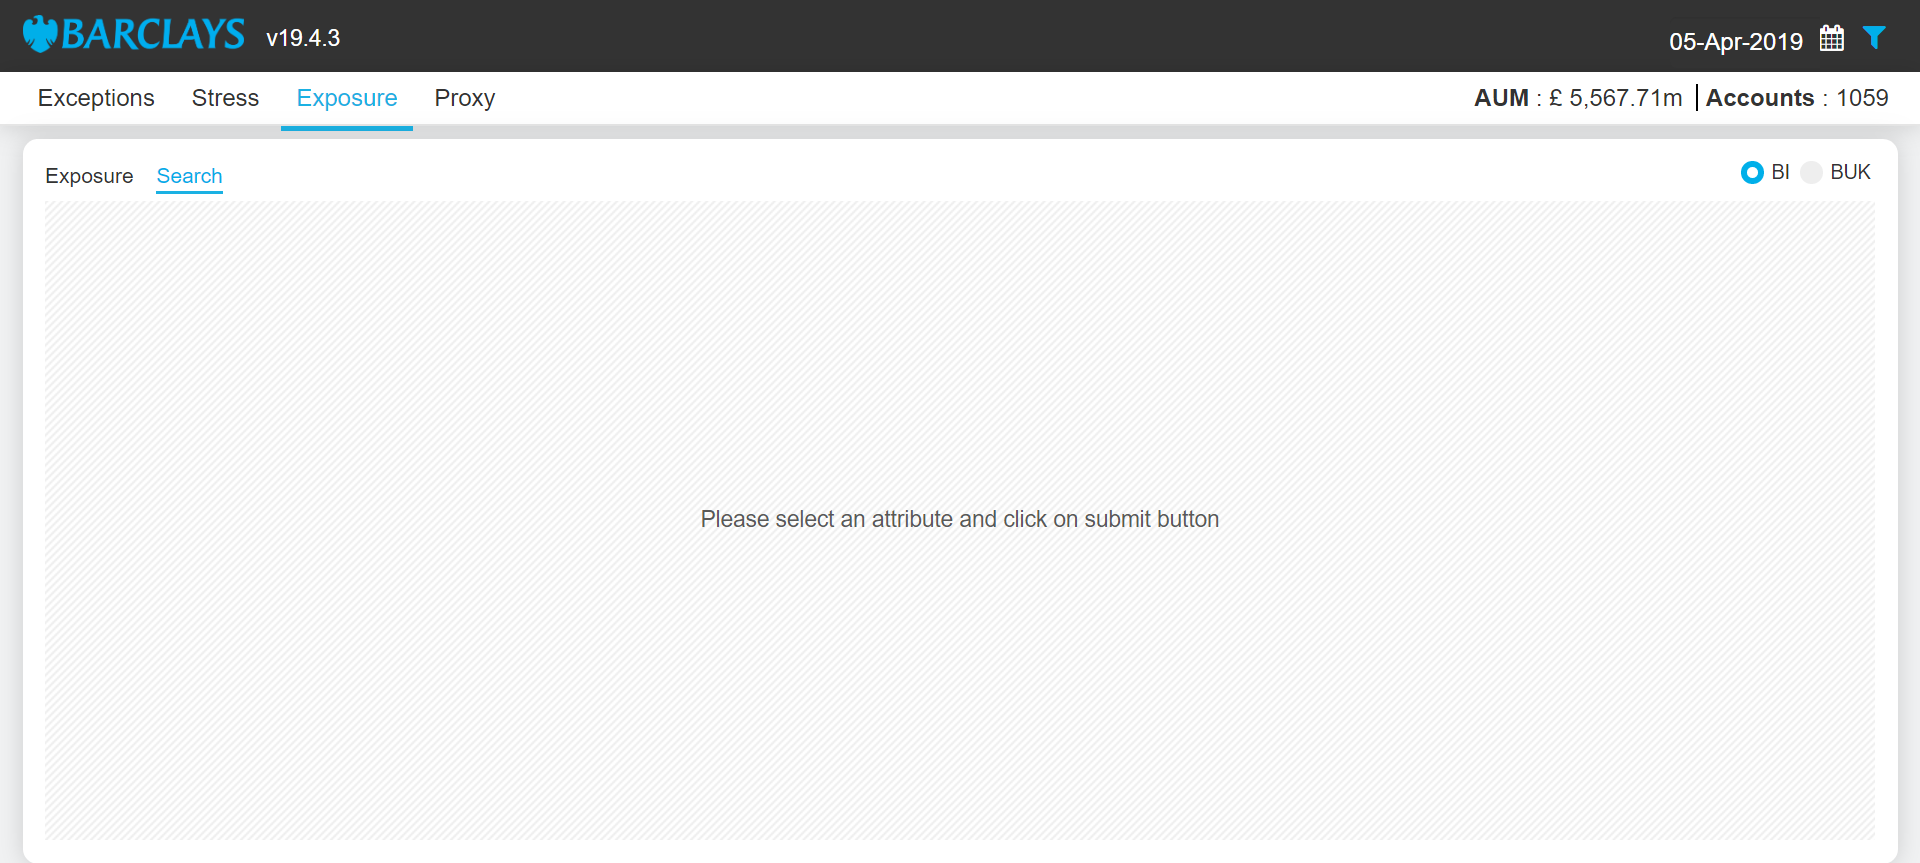 BARCLAYS v19.4.3
05-Apr-2019
Exceptions Stress Exposure Proxy
AUM : £ 5,567.71m | Accounts : 1059
Exposure Search
BI BUK
Please select an attribute and click on submit button